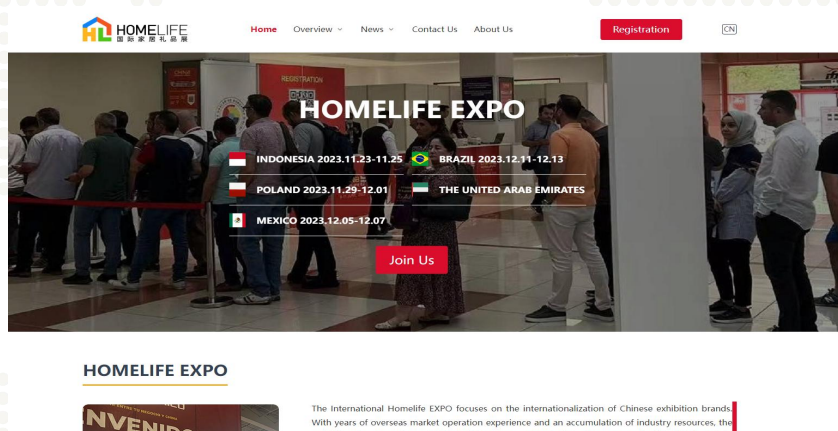 HOMELIFE
国际家居礼品展
Home Overview News Contact Us About Us Registration CN
REGISTRATION
HOMELIFE EXPO
INDONESIA 2023.11.23-11.25 BRAZIL 2023.12.11-12.13
POLAND 2023.11.29-12.01 THE UNITED ARAB EMIRATES
MEXICO 2023.12.05-12.07
Join Us
HOMELIFE EXPO
The International Homelife EXPO focuses on the internationalization of Chinese exhibition brands.
With years of overseas market operation experience and an accumulation of industry resources, the